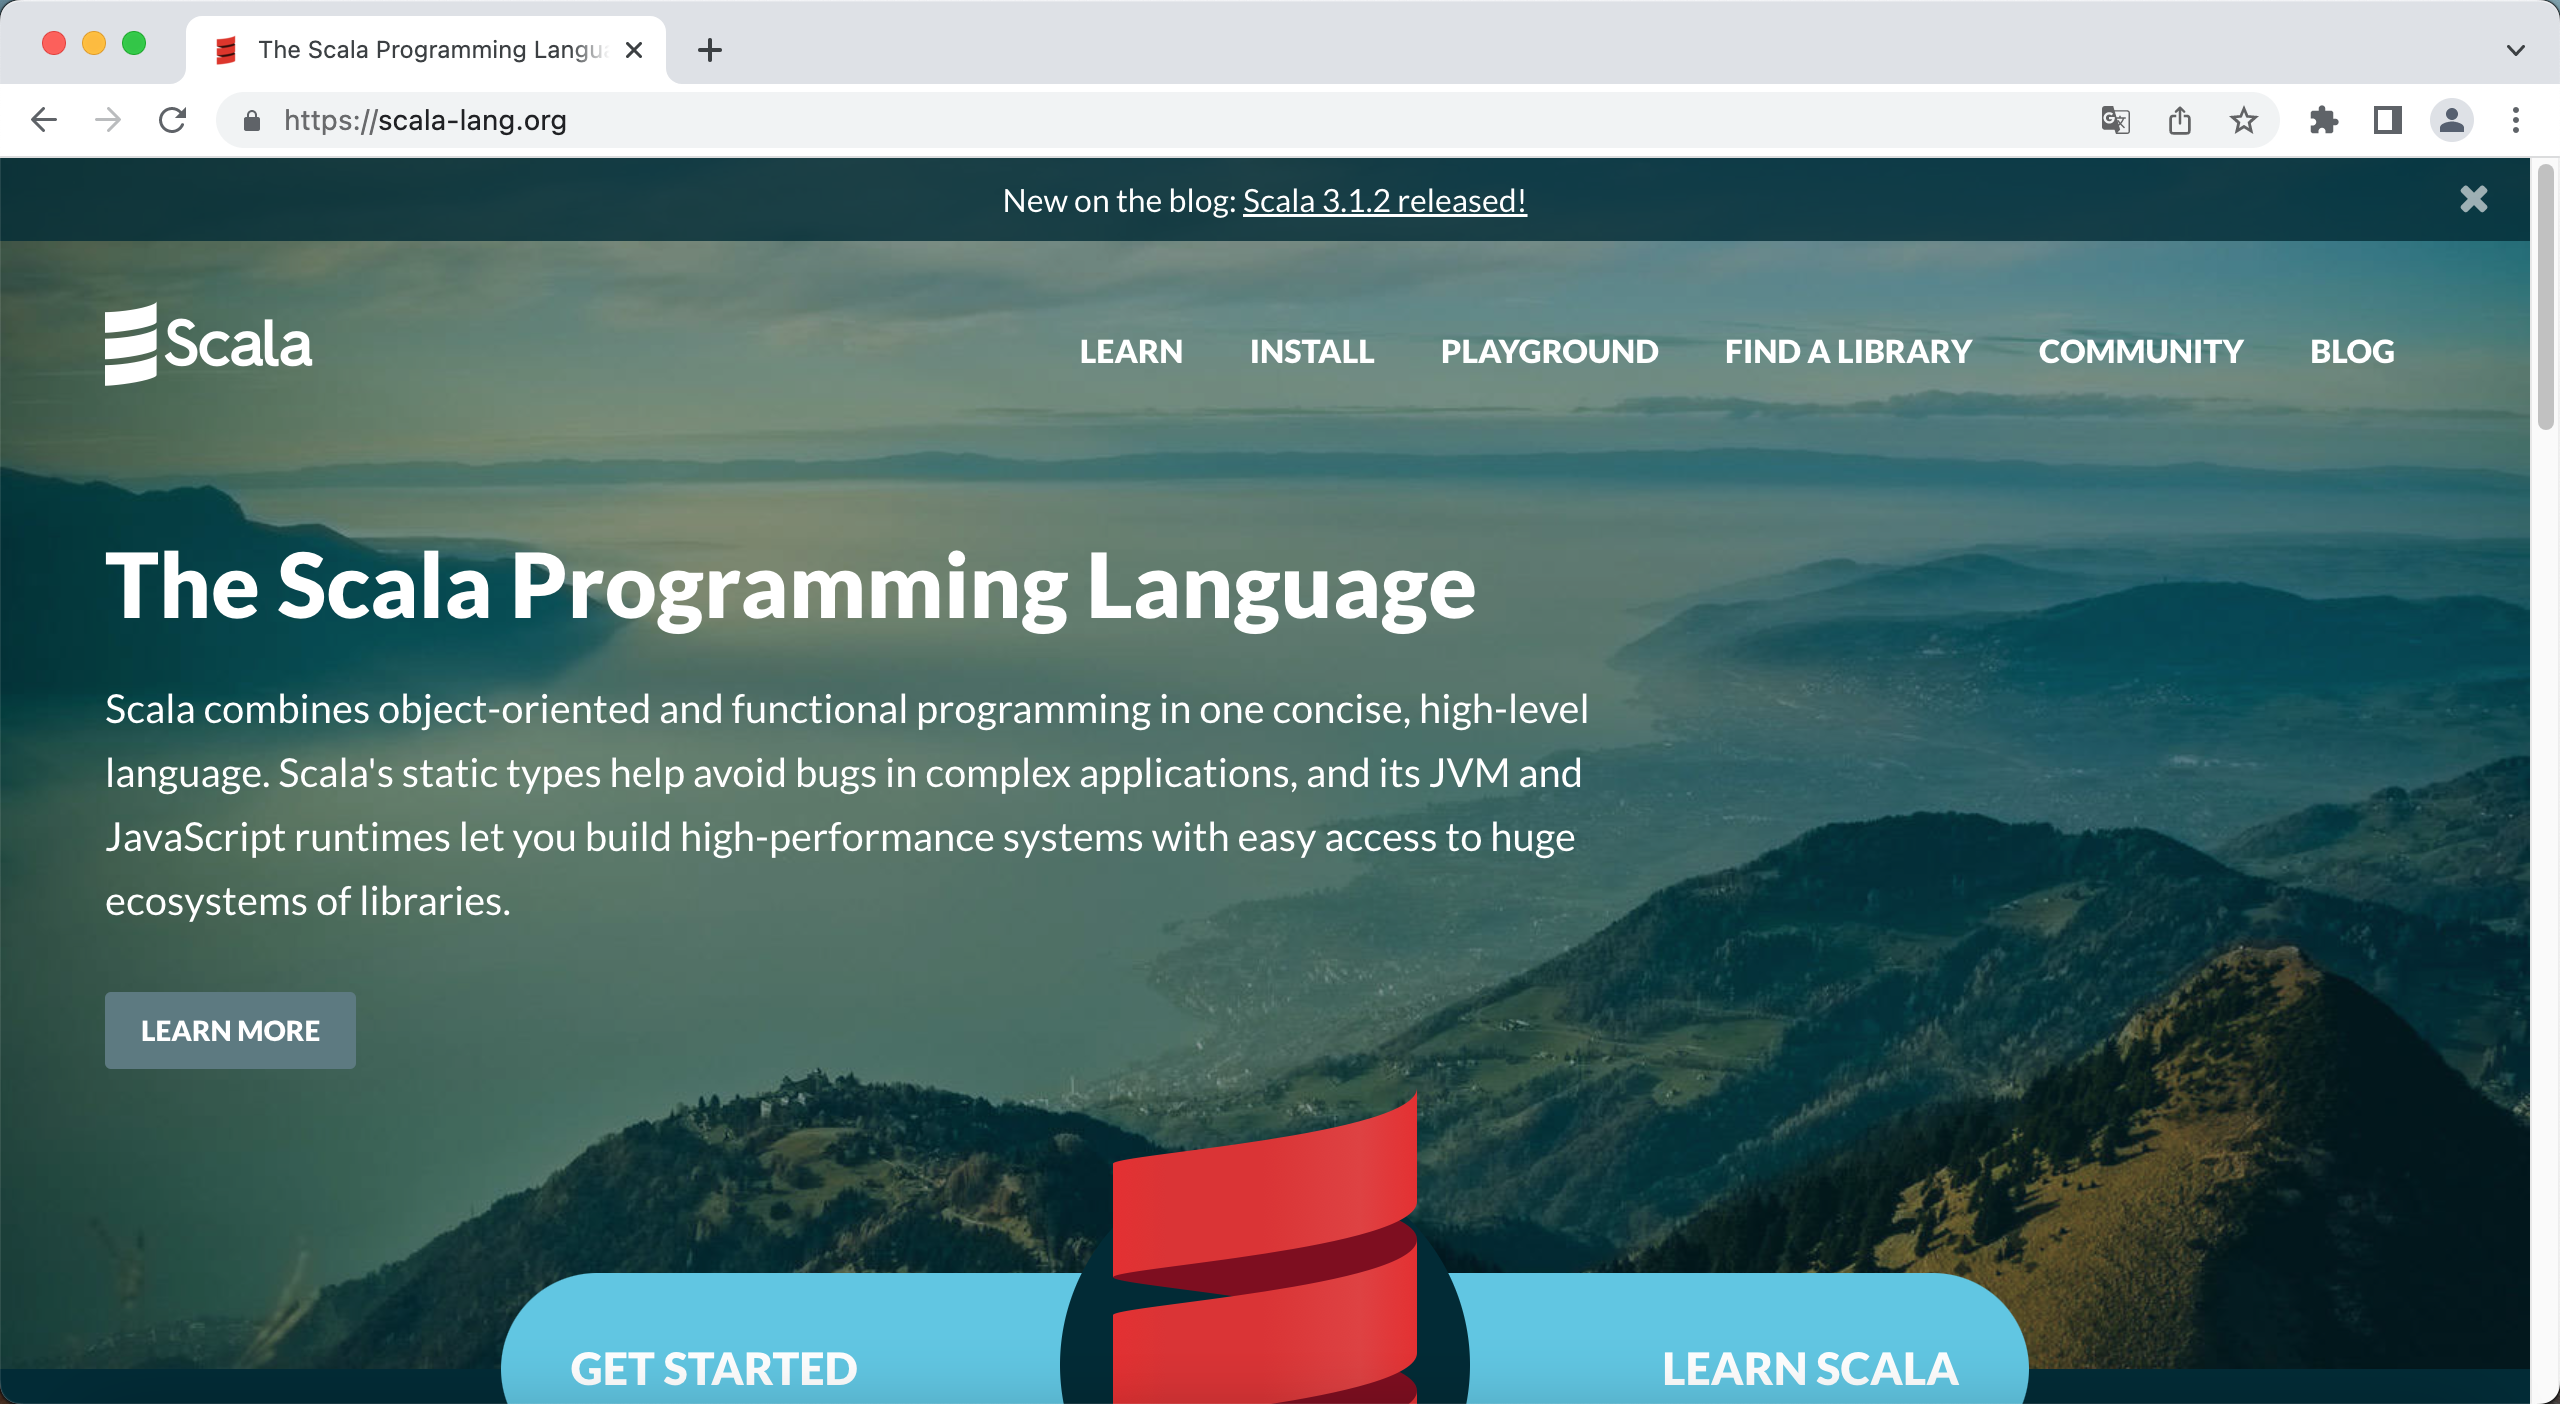 The Scala Programming Langua
https://scala-lang.org
New on the blog: Scala 3.1.2 released!
Scala
LEARN INSTALL PLAYGROUND FIND A LIBRARY COMMUNITY BLOG
The Scala Programming Language
Scala combines object-oriented and functional programming in one concise, high-level
language. Scala's static types help avoid bugs in complex applications, and its JVM and
JavaScript runtimes let you build high-performance systems with easy access to huge
ecosystems of libraries.
LEARN MORE
GET STARTED
LEARN SCALA